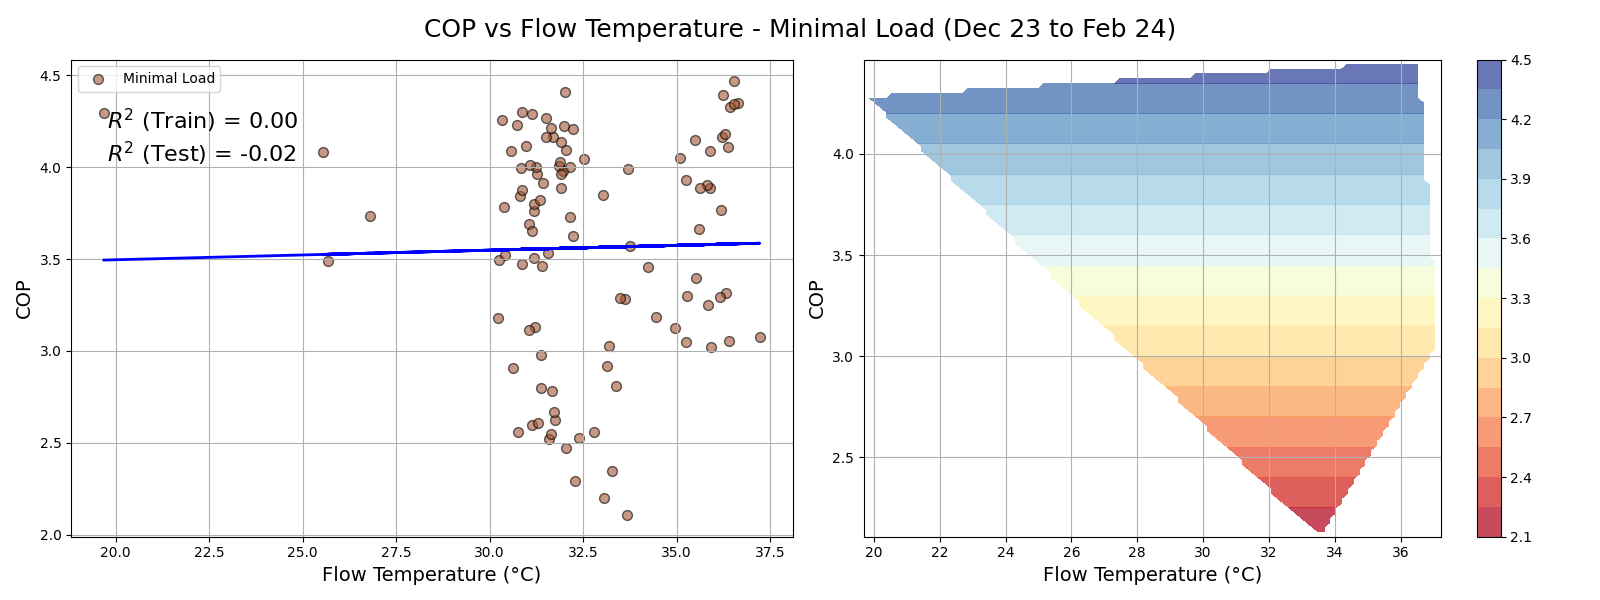 COP vs Flow Temperature - Minimal Load (Dec 23 to Feb 24)
Minimal Load
R² (Train) = 0.00
R² (Test) = -0.02
COP
4.5
4.0
3.5
3.0
2.5
2.0
20.0 22.5 25.0 27.5 30.0 32.5 35.0 37.5
Flow Temperature (°C)
COP
4.0
3.5
3.0
2.5
20 22 24 26 28 30 32 34 36
Flow Temperature (°C)
4.5
4.2
3.9
3.6
3.3
3.0
2.7
2.4
2.1